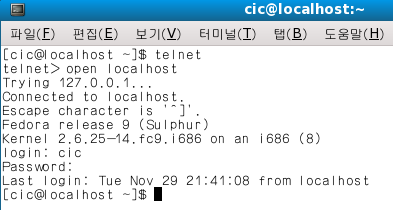 cic@localhost:~
파일(F) 편집(E) 보기(V) 터미널(T) 탭(B) 도움말(H)
[cic@localhost ~]$ telnet
telnet> open localhost
Trying 127.0.0.1...
Connected to localhost.
Escape character is '^]'.
Fedora release 9 (Sulphur)
Kernel 2.6.25-14.fc9.i686 on an i686 (8)
login: cic
Password:
Last login: Tue Nov 29 21:41:08 from localhost
[cic@localhost ~]$